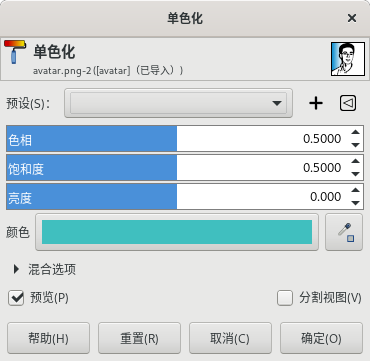 单色化
单色化
avatar.png-2 ([avatar]（已导入）)
预设(S)：
色相 0.5000
饱和度 0.5000
亮度 0.000
颜色
混合选项
预览(P) 分割视图(V)
帮助(H) 重置(R) 取消(C) 确定(O)